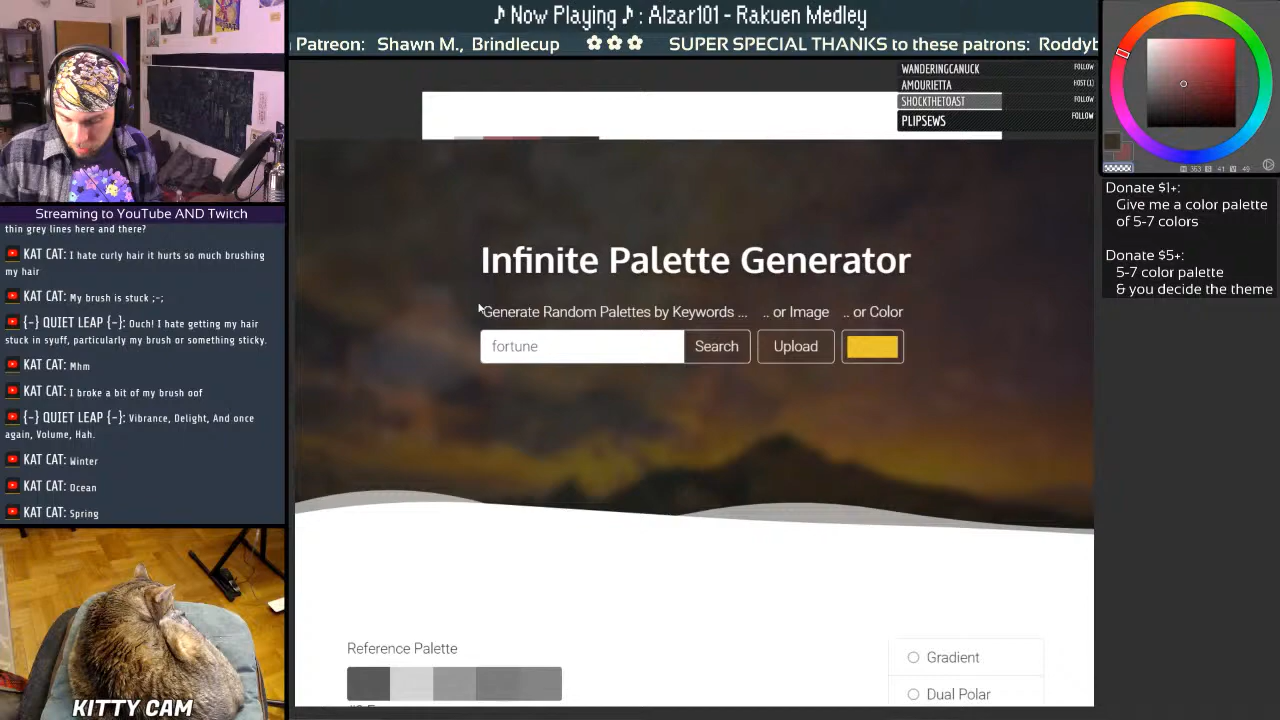 ♪ Now Playing ♪ : Alzar101 - Rakuen Medley
Patreon: Shawn M., Brindlecup ✿ ✿ ✿ SUPER SPECIAL THANKS to these patrons: Roddyb
WANDERINGCANUCK FOLLOW
AMOURIETTA HOST(1)
SHOCKTHETOAST FOLLOW
PLIPSEWS FOLLOW
Donate $1+:
Give me a color palette
of 5-7 colors
Donate $5+:
5-7 color palette
& you decide the theme
Streaming to YouTube AND Twitch
thin grey lines here and there?
KAT CAT: I hate curly hair it hurts so much brushing
my hair
KAT CAT: My brush is stuck ;-;
{-} QUIET LEAP {-}: Ouch! I hate getting my hair
stuck in syuff, particularly my brush or something sticky.
KAT CAT: Mhm
KAT CAT: I broke a bit of my brush oof
{-} QUIET LEAP {-}: Vibrance, Delight, And once
again, Volume, Hah.
KAT CAT: Winter
KAT CAT: Ocean
KAT CAT: Spring
KITTY CAM
Infinite Palette Generator
Generate Random Palettes by Keywords ... .. or Image .. or Color
fortune Search Upload
Reference Palette
Gradient
Dual Polar